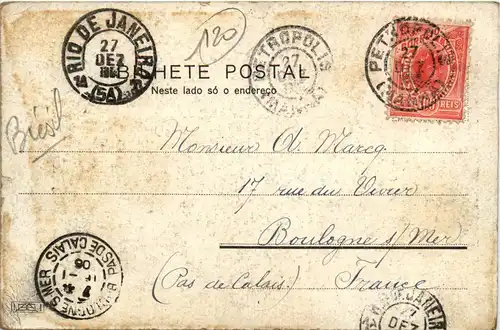 RIO DE JANEIRO
27
DEZ
(5A)
120
PETROPOLIS
27
PETROPOLIS
REIS
BILHETE POSTAL
Neste lado só o endereço
Brésil
Monsieur A. Marcq
17 rue du Vivier
Boulogne s/Mer
(Pas de Calais) France
BOULOGNE S MER
PAS DE CALAIS
06
RIO DE JANEIRO
27
DEZ